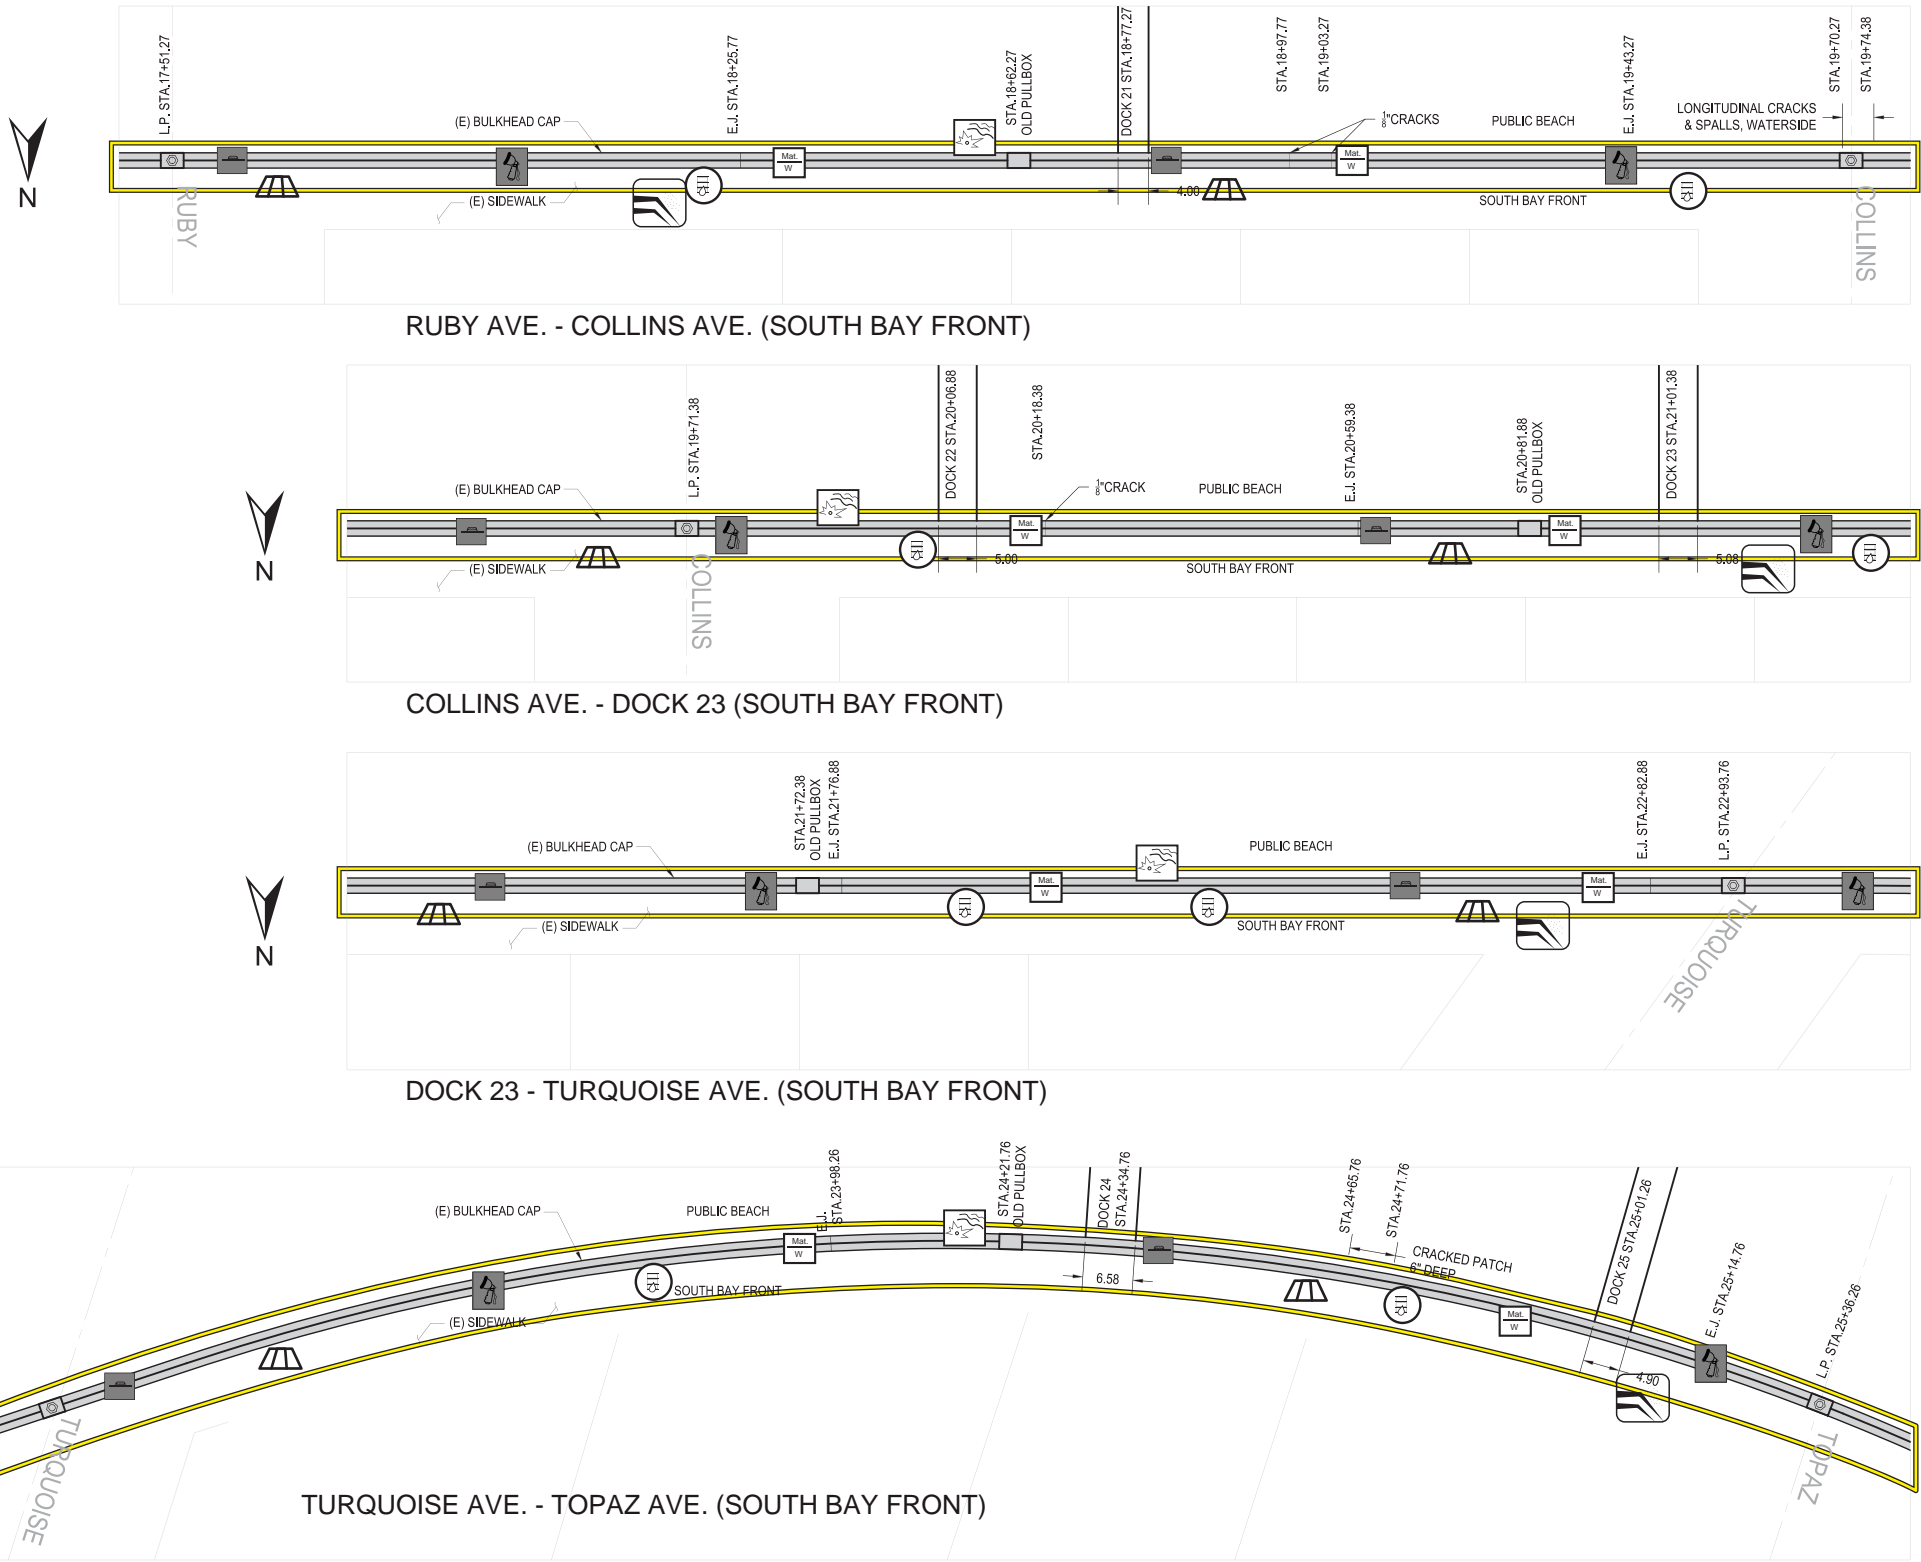 L.P. STA.17+51.27
E.J. STA.18+25.77
STA.18+62.27
OLD PULLBOX
DOCK 21 STA.18+77.27
STA.18+97.77
STA.19+03.27
E.J. STA.19+43.27
STA.19+70.27
STA.19+74.38
(E) BULKHEAD CAP
1/8"CRACKS
PUBLIC BEACH
LONGITUDINAL CRACKS
& SPALLS, WATERSIDE
Mat.
W
Mat.
W
N
RUBY
(E) SIDEWALK
4.00
SOUTH BAY FRONT
COLLINS
RUBY AVE. - COLLINS AVE. (SOUTH BAY FRONT)
L.P. STA.19+71.38
DOCK 22 STA.20+06.88
STA.20+18.38
E.J. STA.20+59.38
STA.20+81.88
OLD PULLBOX
DOCK 23 STA.21+01.38
(E) BULKHEAD CAP
1/8"CRACK
PUBLIC BEACH
Mat.
W
Mat.
W
N
(E) SIDEWALK
COLLINS
5.00
SOUTH BAY FRONT
5.08
COLLINS AVE. - DOCK 23 (SOUTH BAY FRONT)
STA.21+72.38
OLD PULLBOX
E.J. STA.21+76.88
E.J. STA.22+82.88
L.P. STA.22+93.76
(E) BULKHEAD CAP
PUBLIC BEACH
Mat.
W
Mat.
W
N
(E) SIDEWALK
SOUTH BAY FRONT
TURQUOISE
DOCK 23 - TURQUOISE AVE. (SOUTH BAY FRONT)
E.J.
STA.23+98.26
STA.24+21.76
OLD PULLBOX
DOCK 24
STA.24+34.76
STA.24+65.76
STA.24+71.76
DOCK 25 STA.25+01.26
E.J. STA.25+14.76
L.P. STA.25+36.26
(E) BULKHEAD CAP
PUBLIC BEACH
CRACKED PATCH
6" DEEP
Mat.
W
Mat.
W
SOUTH BAY FRONT
6.58
(E) SIDEWALK
4.90
TURQUOISE
TOPAZ
TURQUOISE AVE. - TOPAZ AVE. (SOUTH BAY FRONT)